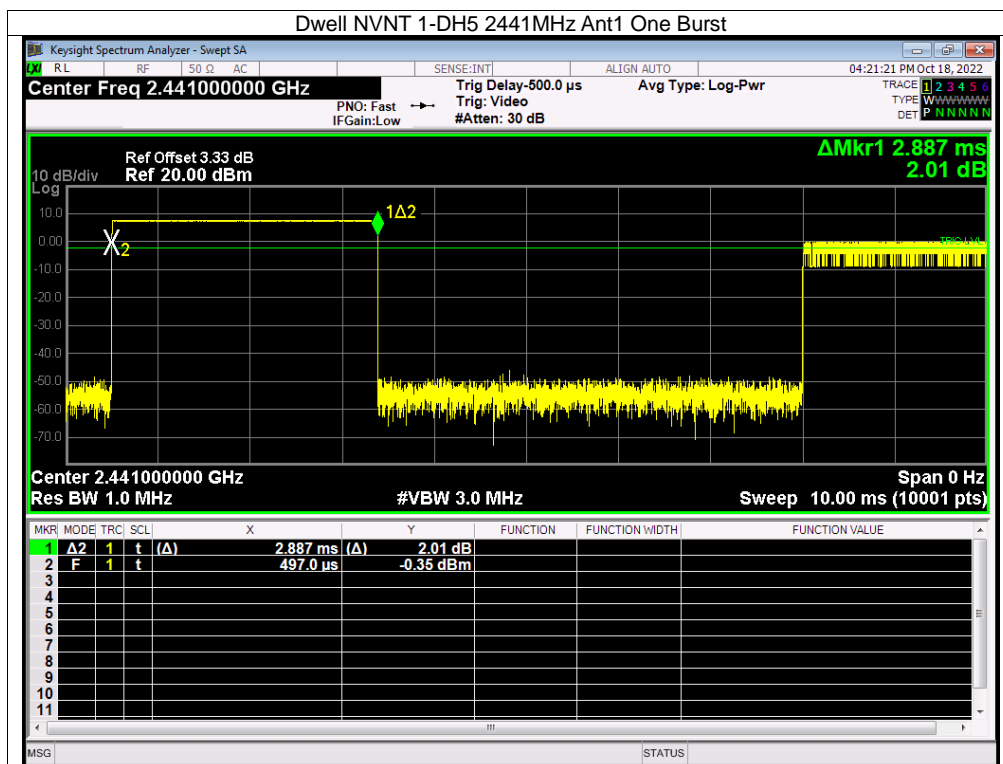 Dwell NVNT 1-DH5 2441MHz Ant1 One Burst
Keysight Spectrum Analyzer - Swept SA
LXI RL RF 50 Ω AC SENSE:INT ALIGN AUTO 04:21:21 PM Oct 18, 2022
Center Freq 2.441000000 GHz Trig Delay-500.0 µs Avg Type: Log-Pwr TRACE 1 2 3 4 5 6
PNO: Fast Trig: Video TYPE WWWWWW
IFGain:Low #Atten: 30 dB DET P N N N N N
ΔMkr1 2.887 ms
Ref Offset 3.33 dB
10 dB/div Ref 20.00 dBm 2.01 dB
Log
10.0
1Δ2
0.00
2
TRIG LVL
-10.0
-20.0
-30.0
-40.0
-50.0
-60.0
-70.0
Center 2.441000000 GHz Span 0 Hz
Res BW 1.0 MHz #VBW 3.0 MHz Sweep 10.00 ms (10001 pts)
MKR MODE TRC SCL X Y FUNCTION FUNCTION WIDTH FUNCTION VALUE
1 Δ2 1 t (Δ) 2.887 ms (Δ) 2.01 dB
2 F 1 t 497.0 µs -0.35 dBm
3
4
5
6
7
8
9
10
11
MSG STATUS